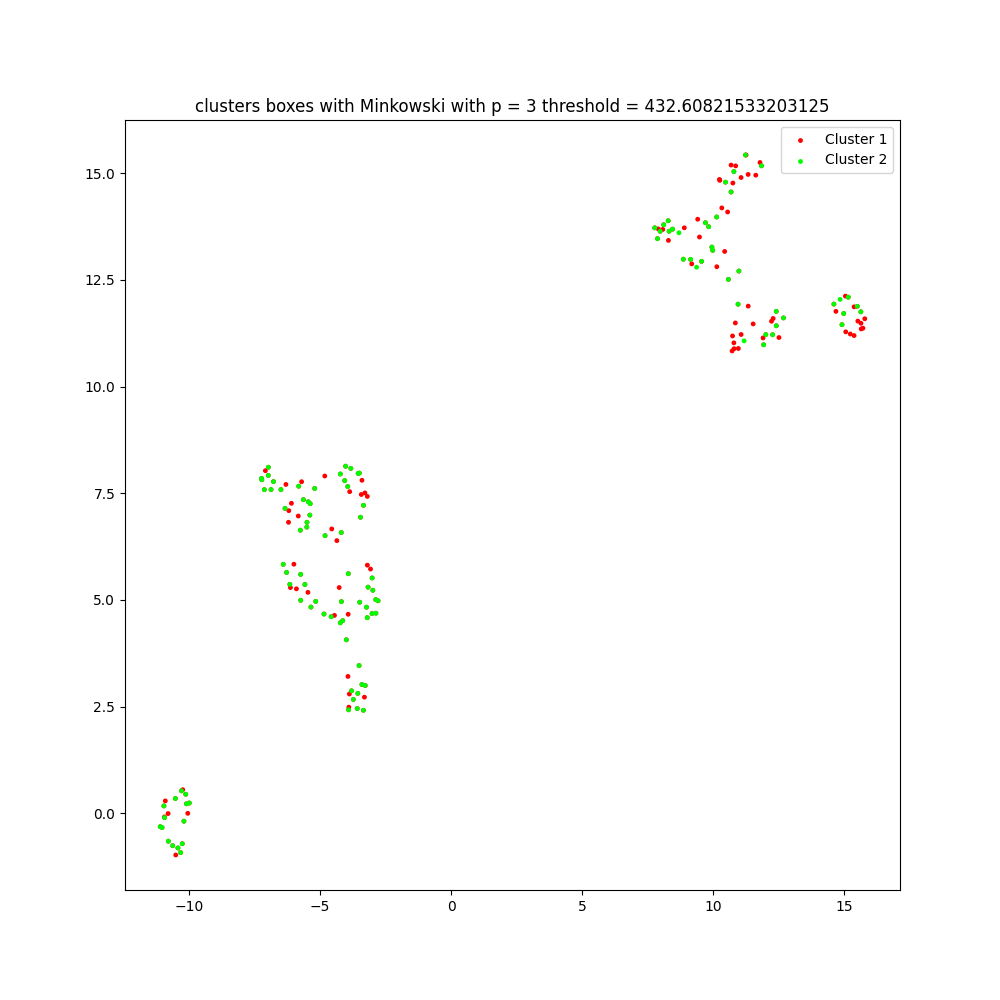 clusters boxes with Minkowski with p = 3 threshold = 432.60821533203125
Cluster 1
Cluster 2
15.0
12.5
10.0
7.5
5.0
2.5
0.0
−10 −5 0 5 10 15